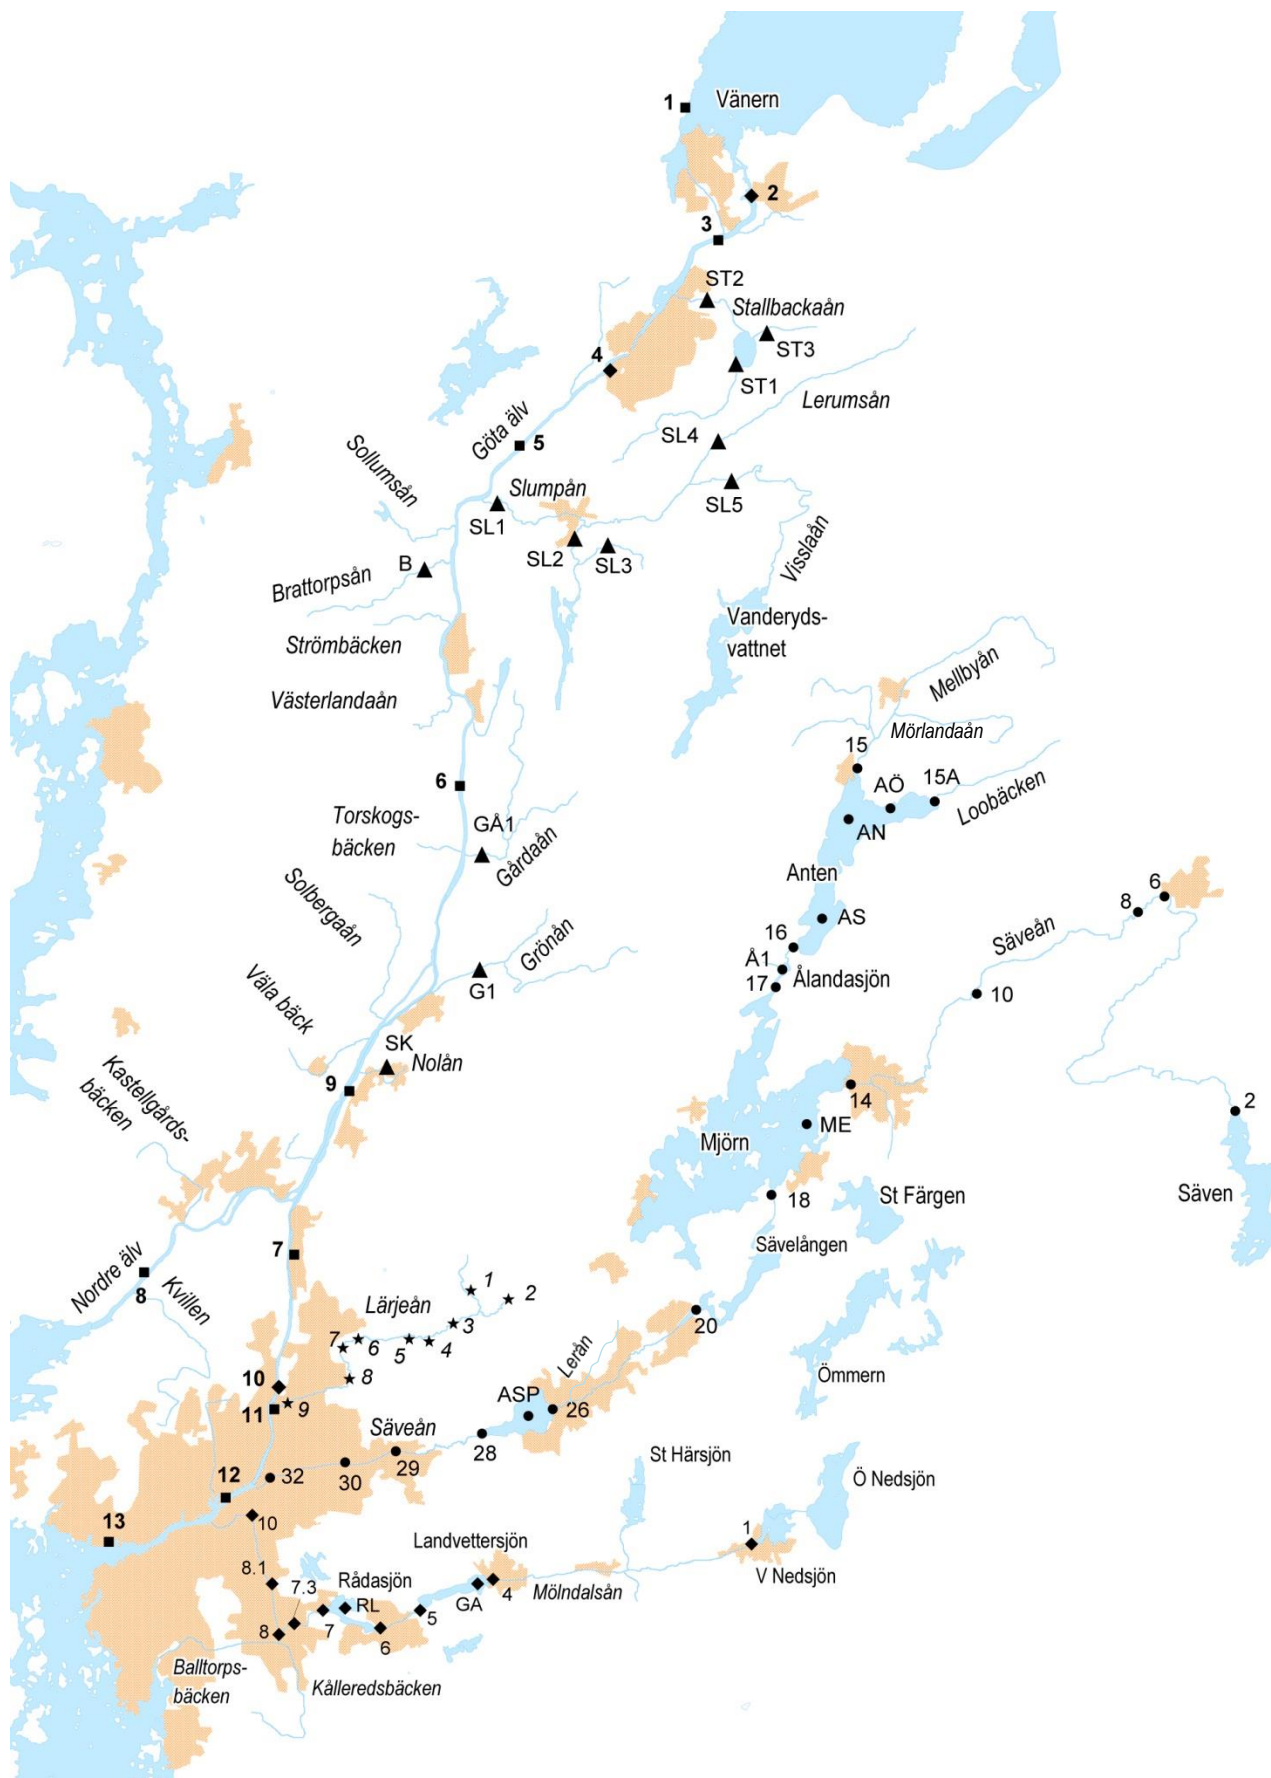 1
Vänern
2
3
ST2
Stallbackaån
ST3
4
ST1
Lerumsån
Göta älv
5
SL4
Sollumsån
Slumpån
SL5
SL1
SL2
SL3
B
Brattorpsån
Visslaån
Vanderyds-
vattnet
Strömbäcken
Västerlandaån
Mellbyån
Mörlandaån
15
15A
AÖ
Loobäcken
6
AN
Torskogs-
bäcken
GÅ1
Gårdaån
Anten
Solbergaån
AS
6
8
Säveån
16
Å1
Ålandasjön
17
10
Grönån
G1
Väla bäck
SK
Nolån
9
Kastellgårds-
bäcken
14
2
ME
Mjörn
18
St Färgen
Säven
Sävelången
7
Nordre älv
8
Kvillen
1
2
Lärjeån
3
7
6
5
4
8
20
Lerån
Ömmern
10
9
11
ASP
26
Säveån
28
29
30
32
St Härsjön
Ö Nedsjön
12
10
13
1
Landvettersjön
V Nedsjön
8.1
7.3
Rådasjön
RL
GA
4
Mölndalsån
5
7
6
8
Balltorps-
bäcken
Kålleredsbäcken